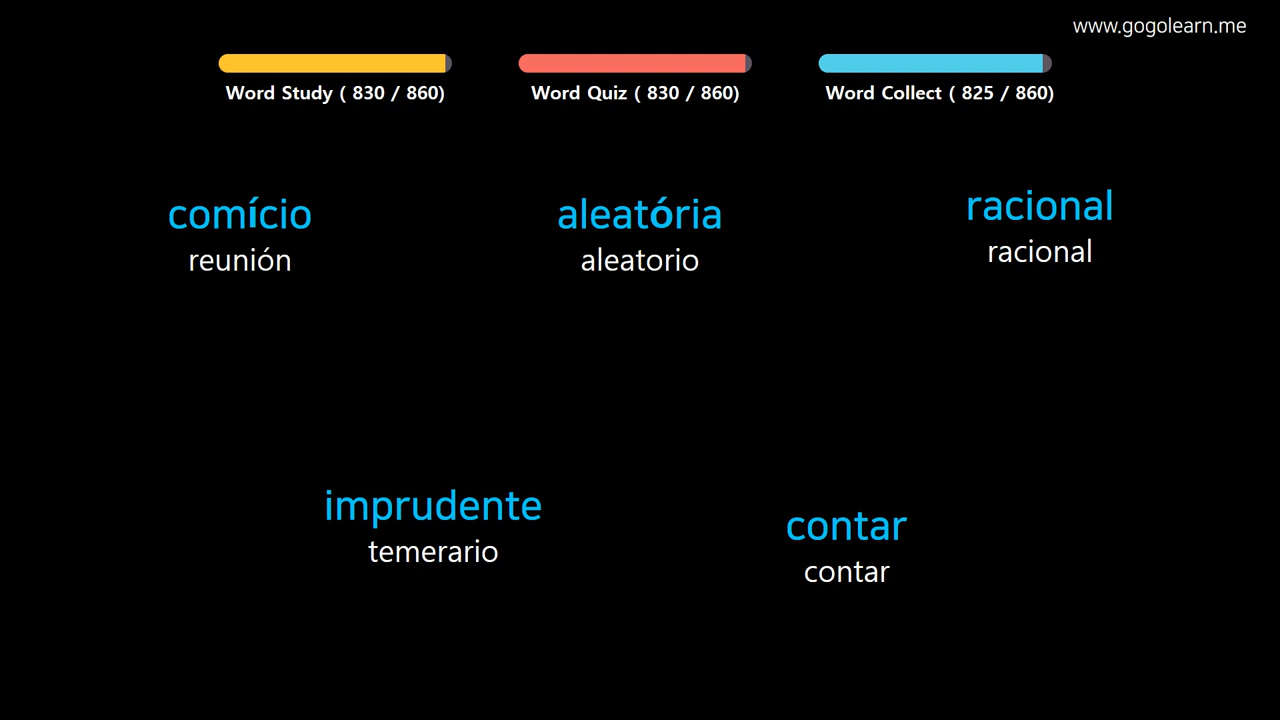 www.gogolearn.me
Word Study ( 830 / 860)
Word Quiz ( 830 / 860)
Word Collect ( 825 / 860)
comício
reunión
aleatória
aleatorio
racional
racional
imprudente
temerario
contar
contar